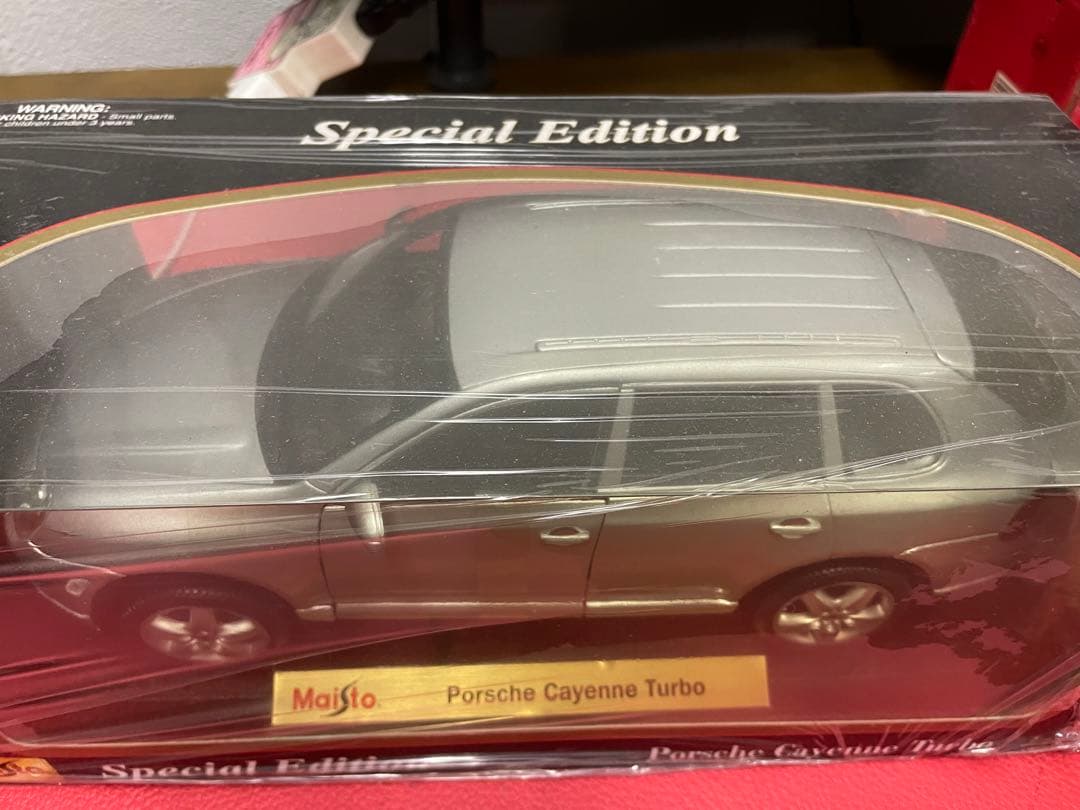 WARNING:
KING HAZARD - Small parts.
children under 3 years.
Special Edition
Maisto
Porsche Cayenne Turbo
Special Edition
Porsche Cayenne Turbo